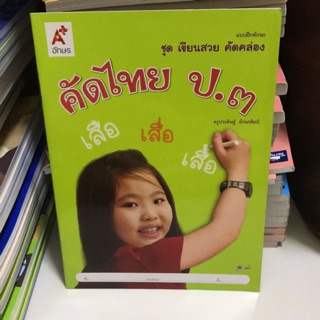 อักษร
แบบฝึกทักษะ
ชุด เขียนสวย คัดคล่อง
คัดไทย ป.๓
เสือ
เสื่อ
เสื้อ